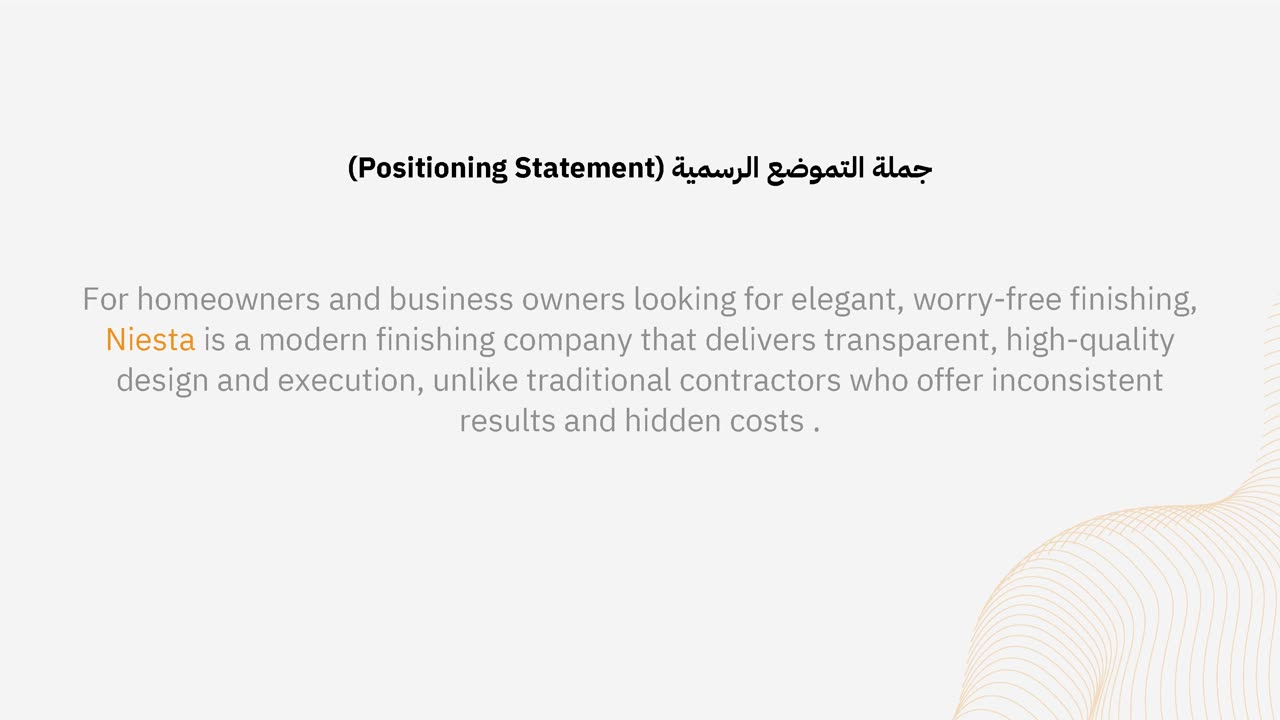 جملة التموضع الرسمية (Positioning Statement)
For homeowners and business owners looking for elegant, worry-free finishing,
Niesta is a modern finishing company that delivers transparent, high-quality
design and execution, unlike traditional contractors who offer inconsistent
results and hidden costs .